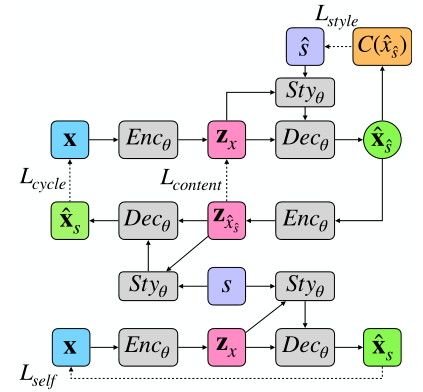 L_style
ŝ C(x̂_ŝ)
Sty_θ
x Enc_θ z_x Dec_θ x̂_ŝ
L_cycle L_content
x̂_s Dec_θ z_x̂_ŝ Enc_θ
Sty_θ s Sty_θ
x Enc_θ z_x Dec_θ x̂_s
L_self